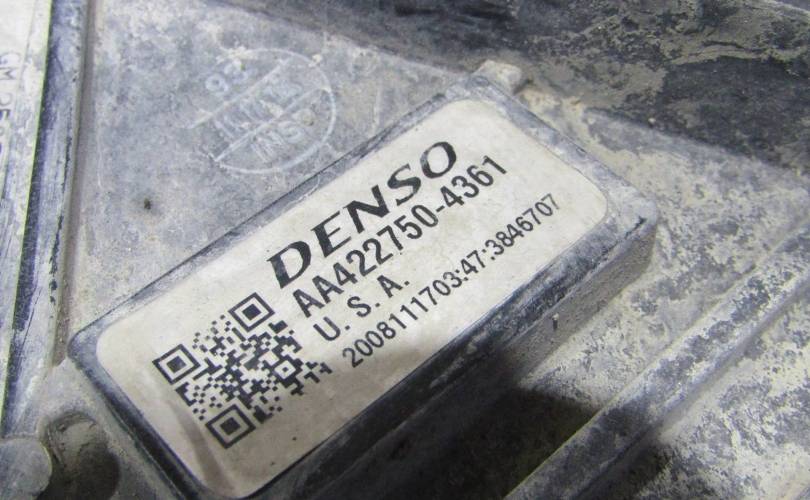 DENSO
AA422750-4361
U. S. A.
2008111703:47:3846707